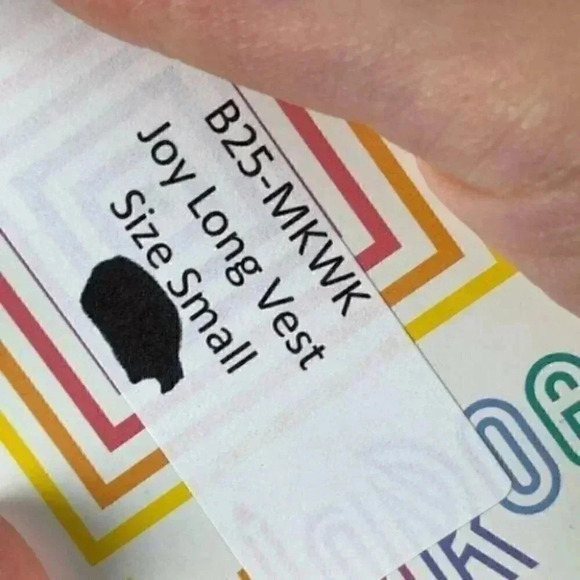 B25-MKWK
Joy Long Vest
Size Small